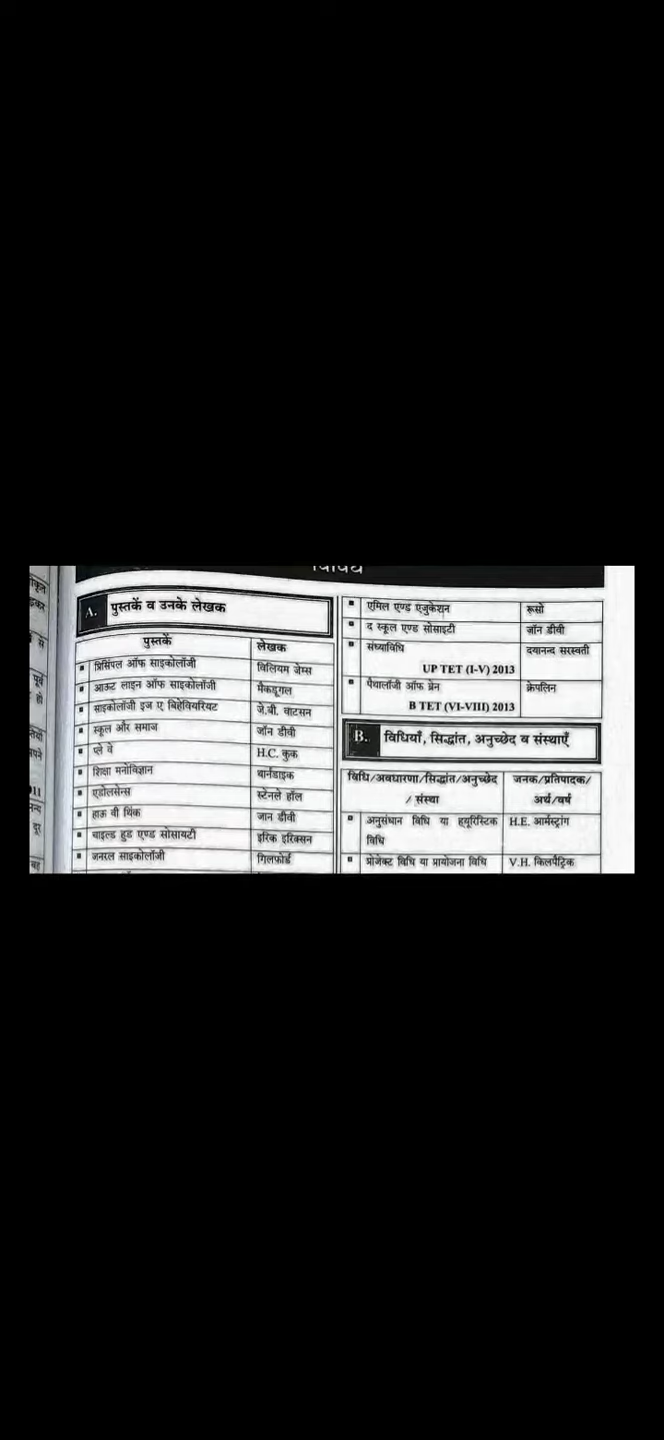 विविध
A. पुस्तकें व उनके लेखक
पुस्तकें लेखक
प्रिंसिपल ऑफ साइकोलॉजी विलियम जेम्स
आऊट लाइन ऑफ साइकोलॉजी मैकडूगल
साइकोलॉजी इज ए बिहेवियरियट जे.बी. वाटसन
स्कूल और समाज जॉन डीवी
प्ले वे H.C. कुक
शिक्षा मनोविज्ञान थार्नडाइक
एडोलसेन्स स्टेनले हॉल
हाऊ वी थिंक जान डीवी
चाइल्ड हुड एण्ड सोसायटी इरिक इरिक्सन
जनरल साइकोलॉजी गिलफोर्ड
एमिल एण्ड एजुकेशन रूसो
द स्कूल एण्ड सोसाइटी जॉन डीवी
संध्याविधि दयानन्द सरस्वती
UP TET (I-V) 2013
पैथालॉजी ऑफ ब्रेन क्रेपलिन
B TET (VI-VIII) 2013
B. विधियाँ, सिद्धांत, अनुच्छेद व संस्थाएँ
विधि/अवधारणा/सिद्धांत/अनुच्छेद जनक/प्रतिपादक/
/ संस्था अर्थ/वर्ष
अनुसंधान विधि या ह्यूरिस्टिक H.E. आर्मस्ट्रांग
विधि
प्रोजेक्ट विधि या प्रायोजना विधि V.H. किलपैट्रिक